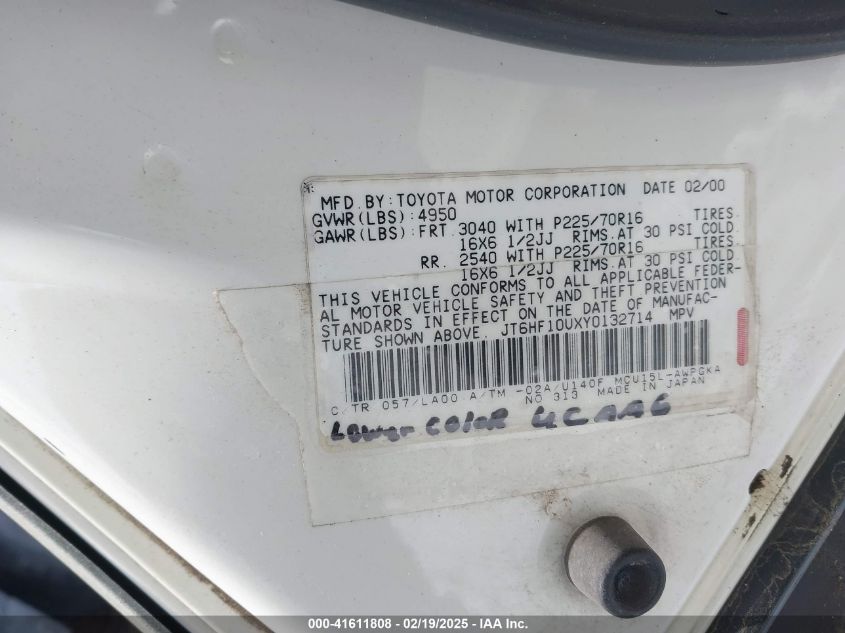 MFD.BY:TOYOTA MOTOR CORPORATION DATE 02/00
GVWR(LBS):4950
GAWR(LBS):FRT. 3040 WITH P225/70R16 TIRES.
16X6 1/2JJ RIMS.AT 30 PSI COLD.
RR. 2540 WITH P225/70R16 TIRES.
16X6 1/2JJ RIMS.AT 30 PSI COLD.
THIS VEHICLE CONFORMS TO ALL APPLICABLE FEDER-
AL MOTOR VEHICLE SAFETY AND THEFT PREVENTION
STANDARDS IN EFFECT ON THE DATE OF MANUFAC-
TURE SHOWN ABOVE. JT6HF10UXY0132714 MPV
C/TR 057/LA00 A/TM -02A/U140F MCU15L-AWPGKA
NO 313 MADE IN JAPAN
Lower COLOR UCAA6
000-41611808 - 02/19/2025 - IAA Inc.